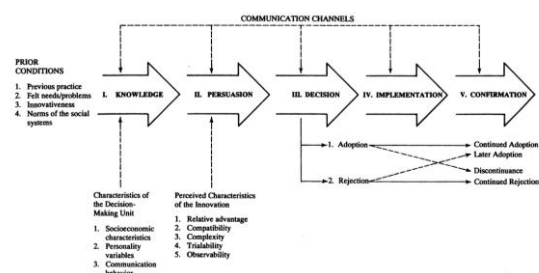 COMMUNICATION CHANNELS
PRIOR
CONDITIONS
1. Previous practice
2. Felt needs/problems
3. Innovativeness
4. Norms of the social
systems
I. KNOWLEDGE
II. PERSUASION
III. DECISION
IV. IMPLEMENTATION
V. CONFIRMATION
1. Adoption
2. Rejection
Continued Adoption
Later Adoption
Discontinuance
Continued Rejection
Characteristics of
the Decision-
Making Unit
1. Socioeconomic
characteristics
2. Personality
variables
3. Communication
behavior
Perceived Characteristics
of the Innovation
1. Relative advantage
2. Compatibility
3. Complexity
4. Trialability
5. Observability